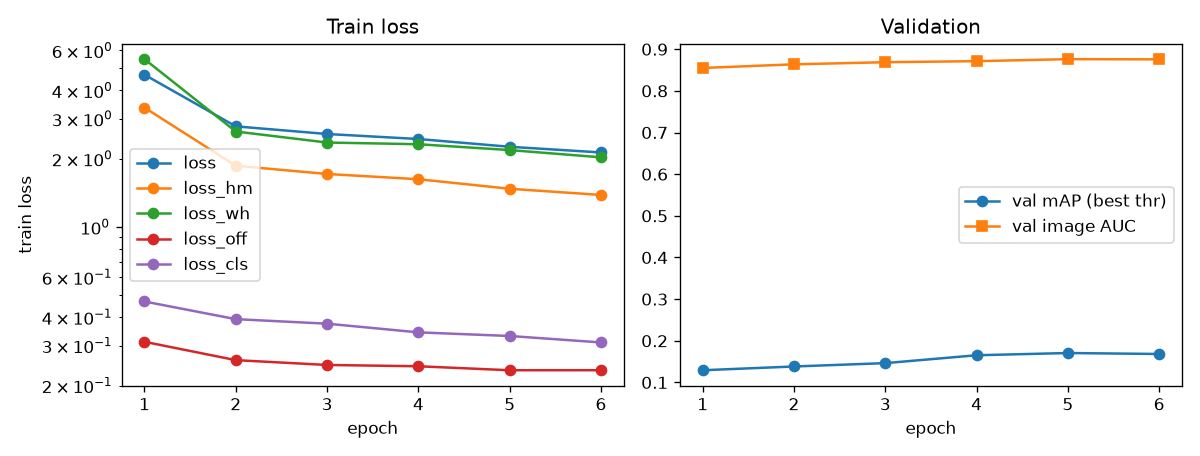 Train loss
train loss
6 × 10⁰
4 × 10⁰
3 × 10⁰
2 × 10⁰
10⁰
6 × 10⁻¹
4 × 10⁻¹
3 × 10⁻¹
2 × 10⁻¹
loss
loss_hm
loss_wh
loss_off
loss_cls
1 2 3 4 5 6
epoch
Validation
0.9
0.8
0.7
0.6
0.5
0.4
0.3
0.2
0.1
val mAP (best thr)
val image AUC
1 2 3 4 5 6
epoch